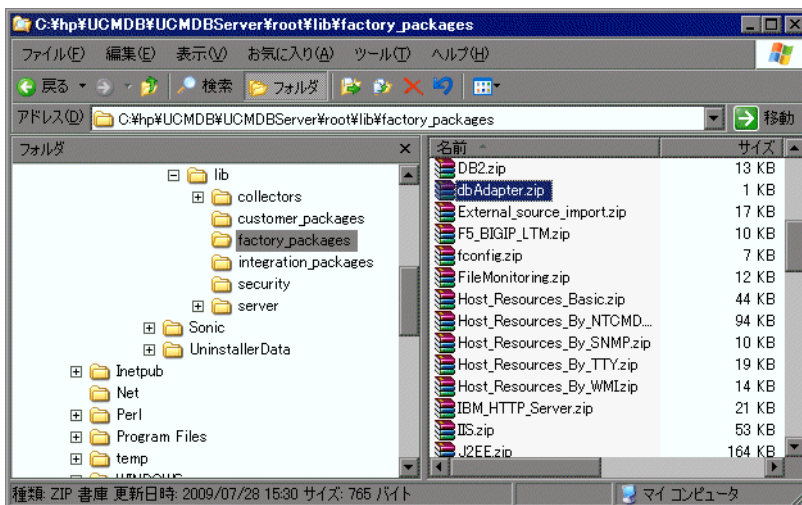 C:¥hp¥UCMDB¥UCMDBServer¥root¥lib¥factory_packages
ファイル(F) 編集(E) 表示(V) お気に入り(A) ツール(T) ヘルプ(H)
戻る 検索 フォルダ
アドレス(D) C:¥hp¥UCMDB¥UCMDBServer¥root¥lib¥factory_packages 移動
フォルダ
lib
collectors
customer_packages
factory_packages
integration_packages
security
server
Sonic
UninstallerData
Inetpub
Net
Perl
Program Files
temp
WINDOWS
名前 サイズ
DB2.zip 13 KB
dbAdapter.zip 1 KB
External_source_import.zip 17 KB
F5_BIGIP_LTM.zip 10 KB
fconfig.zip 7 KB
FileMonitoring.zip 12 KB
Host_Resources_Basic.zip 44 KB
Host_Resources_By_NTCMD.... 94 KB
Host_Resources_By_SNMP.zip 10 KB
Host_Resources_By_TTY.zip 19 KB
Host_Resources_By_WMI.zip 14 KB
IBM_HTTP_Server.zip 21 KB
IIS.zip 53 KB
J2EE.zip 164 KB
種類: ZIP 書庫 更新日時: 2009/07/28 15:30 サイズ: 765 バイト
マイ コンピュータ